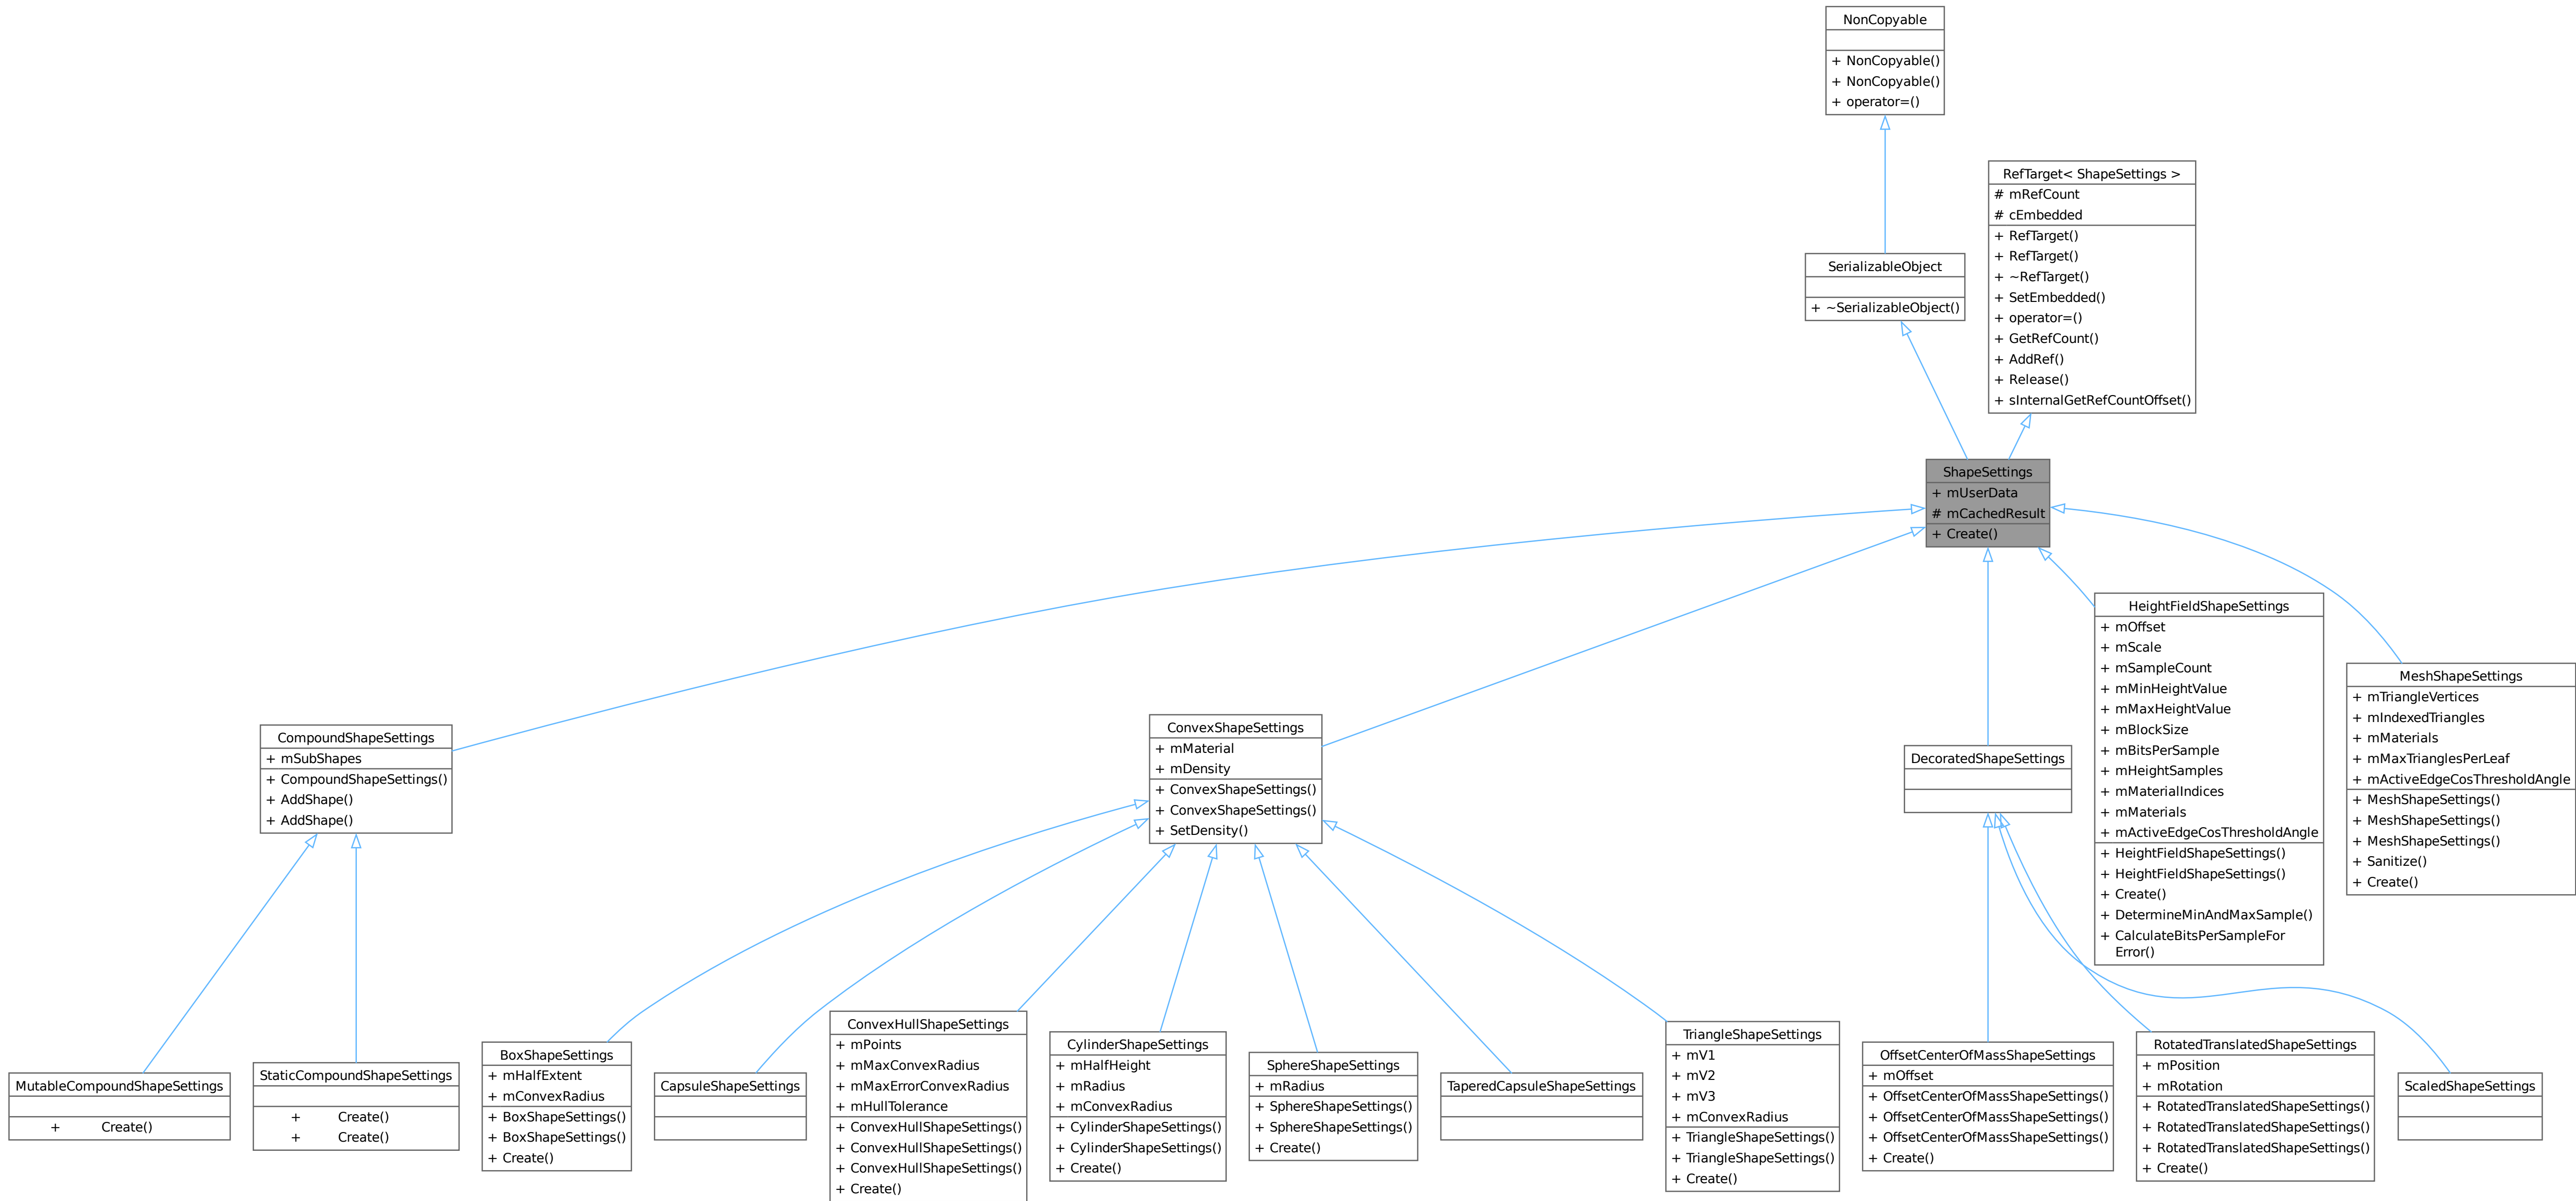 NonCopyable
+ NonCopyable()
+ NonCopyable()
+ operator=()
RefTarget< ShapeSettings >
# mRefCount
# cEmbedded
+ RefTarget()
+ RefTarget()
+ ~RefTarget()
+ SetEmbedded()
+ operator=()
+ GetRefCount()
+ AddRef()
+ Release()
+ sInternalGetRefCountOffset()
SerializableObject
+ ~SerializableObject()
ShapeSettings
+ mUserData
# mCachedResult
+ Create()
HeightFieldShapeSettings
+ mOffset
+ mScale
+ mSampleCount
+ mMinHeightValue
+ mMaxHeightValue
+ mBlockSize
+ mBitsPerSample
+ mHeightSamples
+ mMaterialIndices
+ mMaterials
+ mActiveEdgeCosThresholdAngle
+ HeightFieldShapeSettings()
+ HeightFieldShapeSettings()
+ Create()
+ DetermineMinAndMaxSample()
+ CalculateBitsPerSampleFor
Error()
MeshShapeSettings
+ mTriangleVertices
+ mIndexedTriangles
+ mMaterials
+ mMaxTrianglesPerLeaf
+ mActiveEdgeCosThresholdAngle
+ MeshShapeSettings()
+ MeshShapeSettings()
+ MeshShapeSettings()
+ Sanitize()
+ Create()
CompoundShapeSettings
+ mSubShapes
+ CompoundShapeSettings()
+ AddShape()
+ AddShape()
ConvexShapeSettings
+ mMaterial
+ mDensity
+ ConvexShapeSettings()
+ ConvexShapeSettings()
+ SetDensity()
DecoratedShapeSettings
MutableCompoundShapeSettings
+ Create()
StaticCompoundShapeSettings
+ Create()
+ Create()
BoxShapeSettings
+ mHalfExtent
+ mConvexRadius
+ BoxShapeSettings()
+ BoxShapeSettings()
+ Create()
CapsuleShapeSettings
ConvexHullShapeSettings
+ mPoints
+ mMaxConvexRadius
+ mMaxErrorConvexRadius
+ mHullTolerance
+ ConvexHullShapeSettings()
+ ConvexHullShapeSettings()
+ ConvexHullShapeSettings()
+ Create()
CylinderShapeSettings
+ mHalfHeight
+ mRadius
+ mConvexRadius
+ CylinderShapeSettings()
+ CylinderShapeSettings()
+ Create()
SphereShapeSettings
+ mRadius
+ SphereShapeSettings()
+ SphereShapeSettings()
+ Create()
TaperedCapsuleShapeSettings
TriangleShapeSettings
+ mV1
+ mV2
+ mV3
+ mConvexRadius
+ TriangleShapeSettings()
+ TriangleShapeSettings()
+ Create()
OffsetCenterOfMassShapeSettings
+ mOffset
+ OffsetCenterOfMassShapeSettings()
+ OffsetCenterOfMassShapeSettings()
+ OffsetCenterOfMassShapeSettings()
+ Create()
RotatedTranslatedShapeSettings
+ mPosition
+ mRotation
+ RotatedTranslatedShapeSettings()
+ RotatedTranslatedShapeSettings()
+ RotatedTranslatedShapeSettings()
+ Create()
ScaledShapeSettings